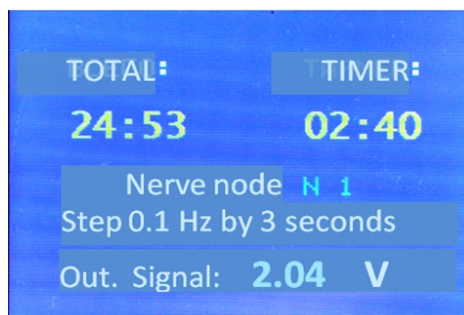 TOTAL: TIMER:
24:53 02:40
Nerve node N 1
Step 0.1 Hz by 3 seconds
Out. Signal: 2.04 V